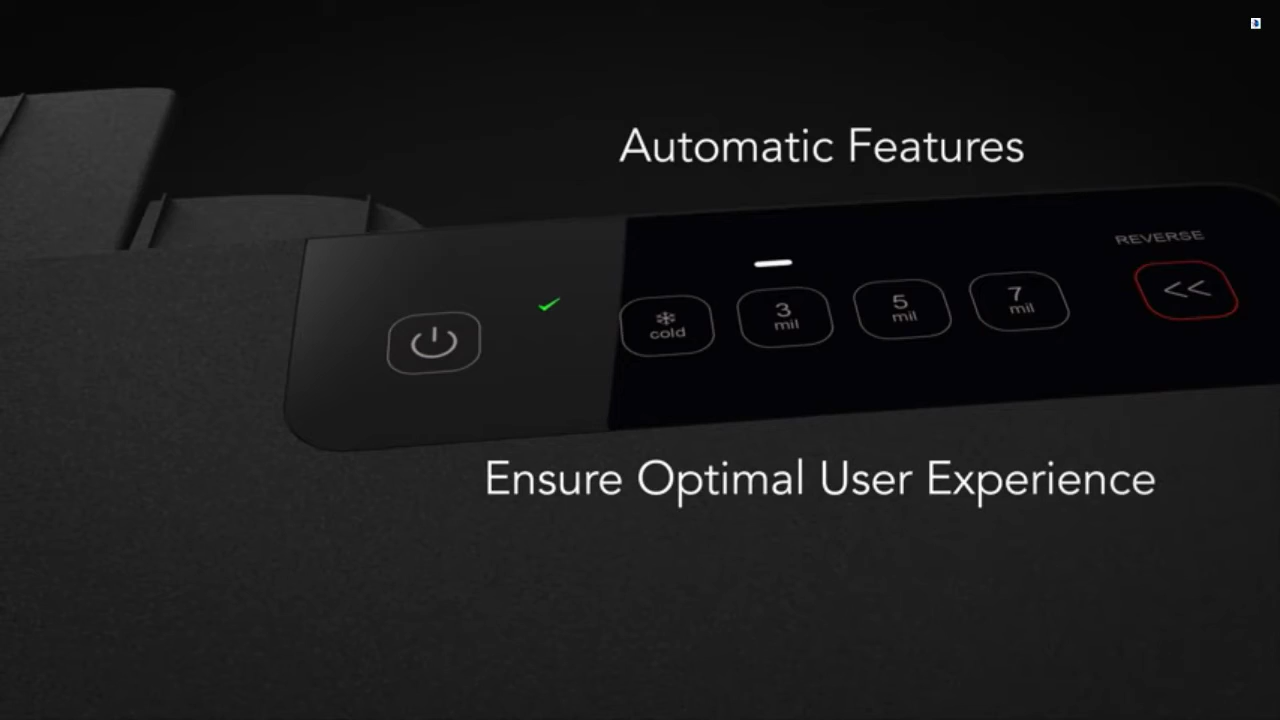 Automatic Features
REVERSE
cold
3
mil
5
mil
7
mil
<<
Ensure Optimal User Experience